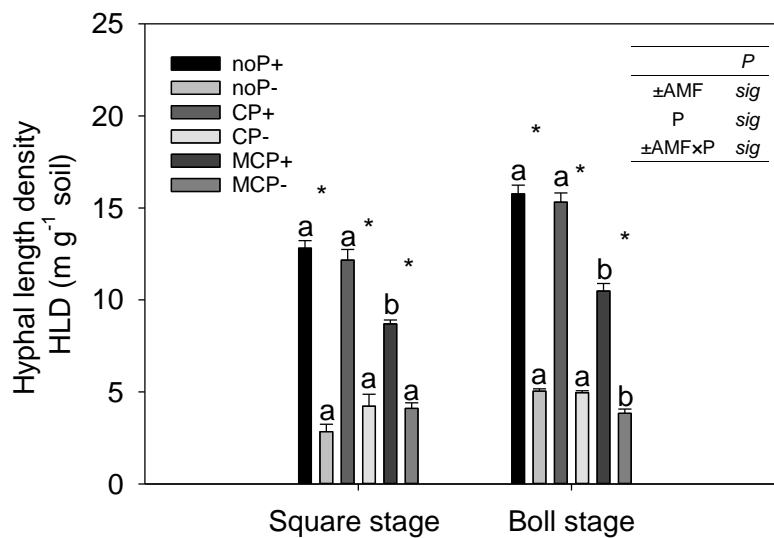 Hyphal length density
HLD (m g⁻¹ soil)
25
20
15
10
5
0
noP+
noP-
CP+
CP-
MCP+
MCP-
P
±AMF sig
P sig
±AMF×P sig
a * a * b *
a a a
a * a * b *
a a b
Square stage Boll stage